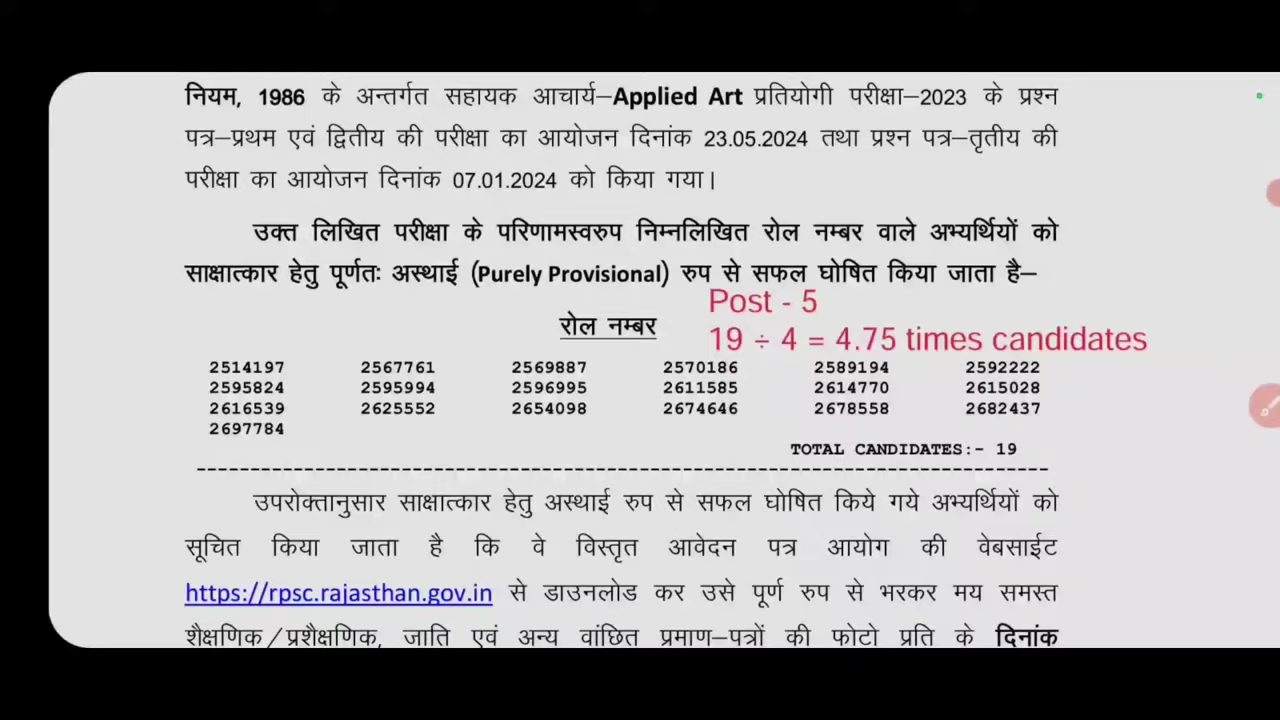 नियम, 1986 के अन्तर्गत सहायक आचार्य–Applied Art प्रतियोगी परीक्षा–2023 के प्रश्न
पत्र–प्रथम एवं द्वितीय की परीक्षा का आयोजन दिनांक 23.05.2024 तथा प्रश्न पत्र–तृतीय की
परीक्षा का आयोजन दिनांक 07.01.2024 को किया गया।
उक्त लिखित परीक्षा के परिणामस्वरुप निम्नलिखित रोल नम्बर वाले अभ्यर्थियों को
साक्षात्कार हेतु पूर्णतः अस्थाई (Purely Provisional) रुप से सफल घोषित किया जाता है–
Post - 5
रोल नम्बर
19 ÷ 4 = 4.75 times candidates
2514197 2567761 2569887 2570186 2589194 2592222
2595824 2595994 2596995 2611585 2614770 2615028
2616539 2625552 2654098 2674646 2678558 2682437
2697784
TOTAL CANDIDATES:- 19
उपरोक्तानुसार साक्षात्कार हेतु अस्थाई रुप से सफल घोषित किये गये अभ्यर्थियों को
सूचित किया जाता है कि वे विस्तृत आवेदन पत्र आयोग की वेबसाईट
https://rpsc.rajasthan.gov.in से डाउनलोड कर उसे पूर्ण रुप से भरकर मय समस्त
शैक्षणिक/प्रशैक्षणिक, जाति एवं अन्य वांछित प्रमाण–पत्रों की फोटो प्रति के दिनांक